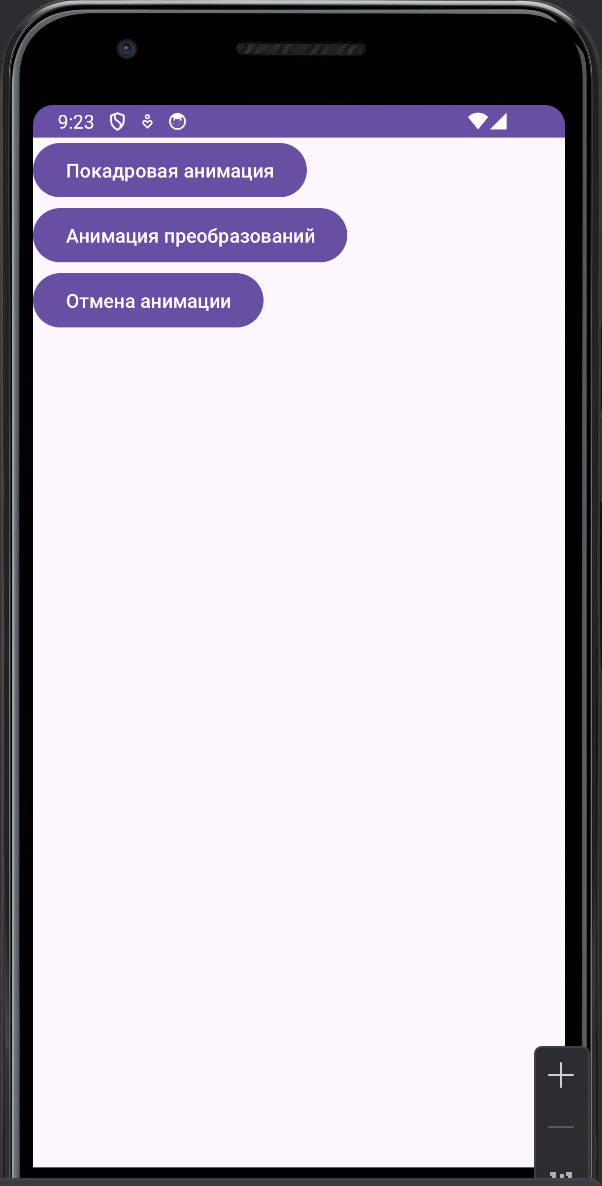 9:23
Покадровая анимация
Анимация преобразований
Отмена анимации